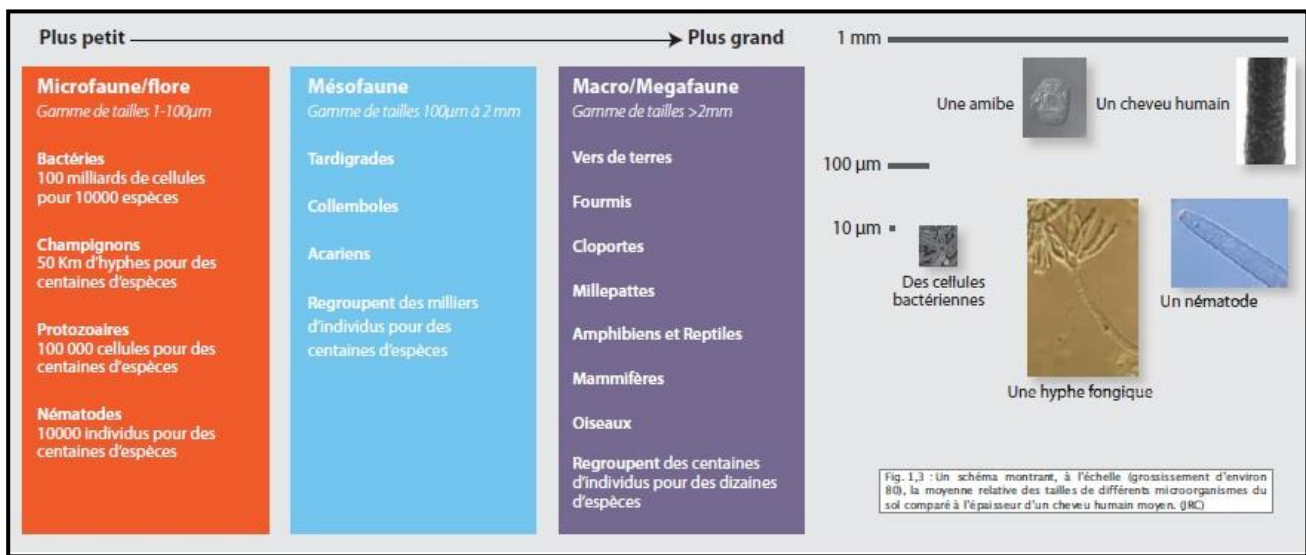 Plus petit
Plus grand
Microfaune/flore
Gamme de tailles 1-100µm
Bactéries
100 milliards de cellules
pour 10000 espèces
Champignons
50 Km d'hyphes pour des
centaines d'espèces
Protozoaires
100 000 cellules pour des
centaines d'espèces
Nématodes
10000 individus pour des
centaines d'espèces
Mésofaune
Gamme de tailles 100µm à 2 mm
Tardigrades
Collemboles
Acariens
Regroupent des milliers
d'individus pour des
centaines d'espèces
Macro/Megafaune
Gamme de tailles >2mm
Vers de terres
Fourmis
Cloportes
Millepattes
Amphibiens et Reptiles
Mammifères
Oiseaux
Regroupent des centaines
d'individus pour des dizaines
d'espèces
1 mm
Une amibe
Un cheveu humain
100 µm
10 µm
Des cellules
bactériennes
Un nématode
Une hyphe fongique
Fig. 1,3 : Un schéma montrant, à l'échelle (grossissement d'environ
80), la moyenne relative des tailles de différents microorganismes du
sol comparé à l'épaisseur d'un cheveu humain moyen. (JRC)